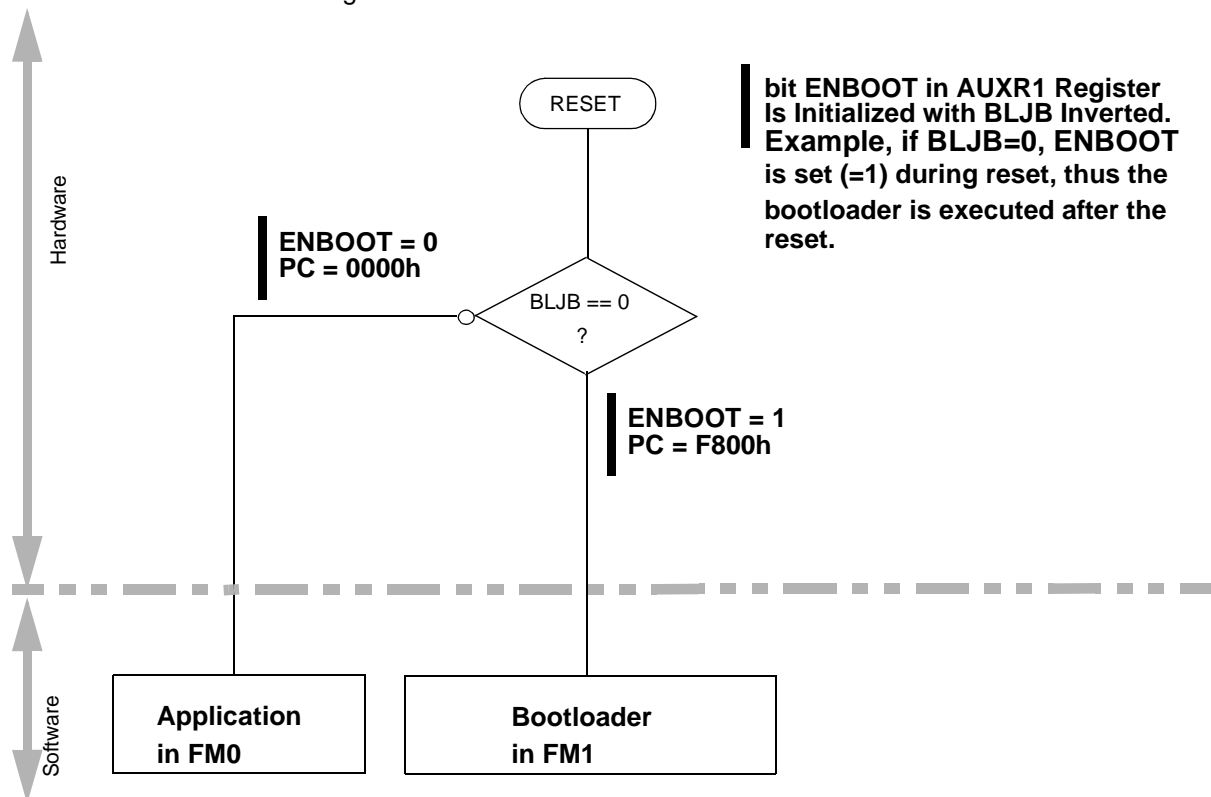 RESET
bit ENBOOT in AUXR1 Register
Is Initialized with BLJB Inverted.
Example, if BLJB=0, ENBOOT
is set (=1) during reset, thus the
bootloader is executed after the
reset.
Hardware
ENBOOT = 0
PC = 0000h
BLJB == 0
?
ENBOOT = 1
PC = F800h
Software
Application
in FM0
Bootloader
in FM1